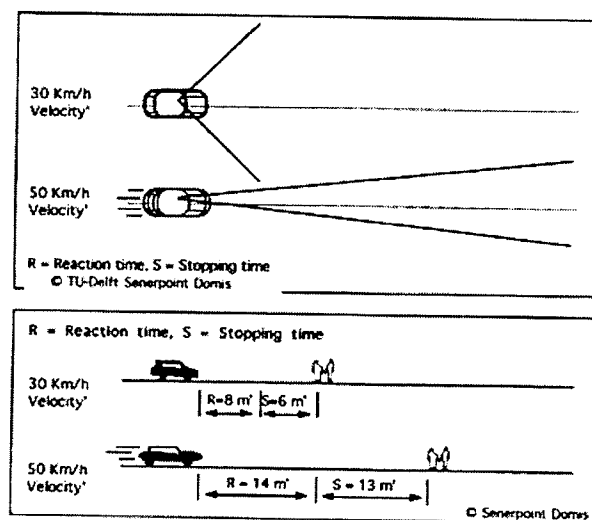 30 Km/h
Velocity'
50 Km/h
Velocity'
R = Reaction time, S = Stopping time
© TU-Delft Senerpoint Domis
R = Reaction time, S = Stopping time
30 Km/h
Velocity'
R=8 m' S=6 m'
50 Km/h
Velocity'
R = 14 m' S = 13 m'
© Senerpoint Domis